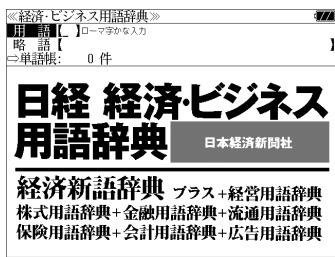 ≪経済・ビジネス用語辞典≫
用 語【_ 】ローマ字かな入力
略 語【 】
⇨単語帳: 0 件
日経 経済・ビジネス
用語辞典 日本経済新聞社
経済新語辞典 プラス+経営用語辞典
株式用語辞典+金融用語辞典+流通用語辞典
保険用語辞典+会計用語辞典+広告用語辞典